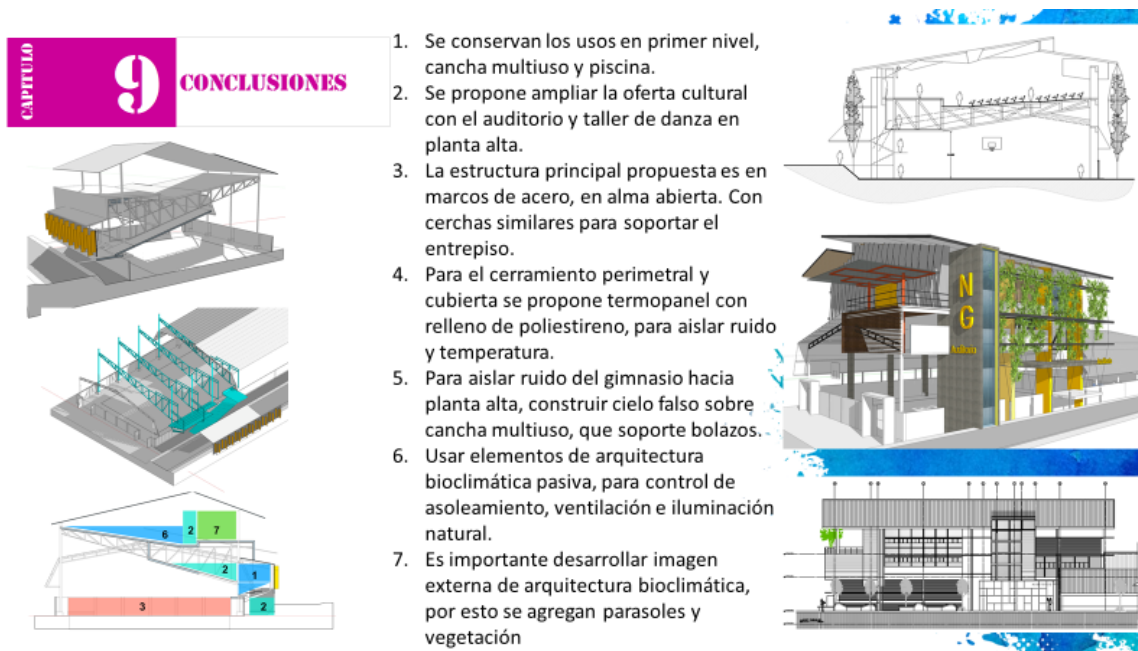 CAPITULO
9
CONCLUSIONES
1. Se conservan los usos en primer nivel,
cancha multiuso y piscina.
2. Se propone ampliar la oferta cultural
con el auditorio y taller de danza en
planta alta.
3. La estructura principal propuesta es en
marcos de acero, en alma abierta. Con
cerchas similares para soportar el
entrepiso.
4. Para el cerramiento perimetral y
cubierta se propone termopanel con
relleno de poliestireno, para aislar ruido
y temperatura.
5. Para aislar ruido del gimnasio hacia
planta alta, construir cielo falso sobre
cancha multiuso, que soporte bolazos.
6. Usar elementos de arquitectura
bioclimática pasiva, para control de
asoleamiento, ventilación e iluminación
natural.
7. Es importante desarrollar imagen
externa de arquitectura bioclimática,
por esto se agregan parasoles y
vegetación
6
2
7
2
1
3
2
N
G